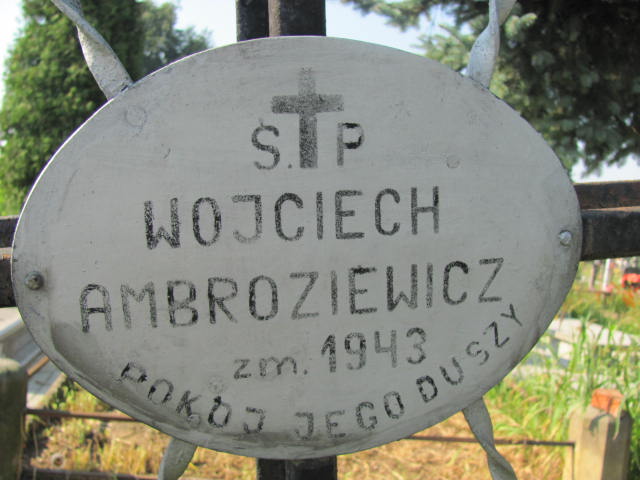 Ś.P
WOJCIECH
AMBROZIEWICZ
zm. 1943
POKÓJ JEGO DUSZY